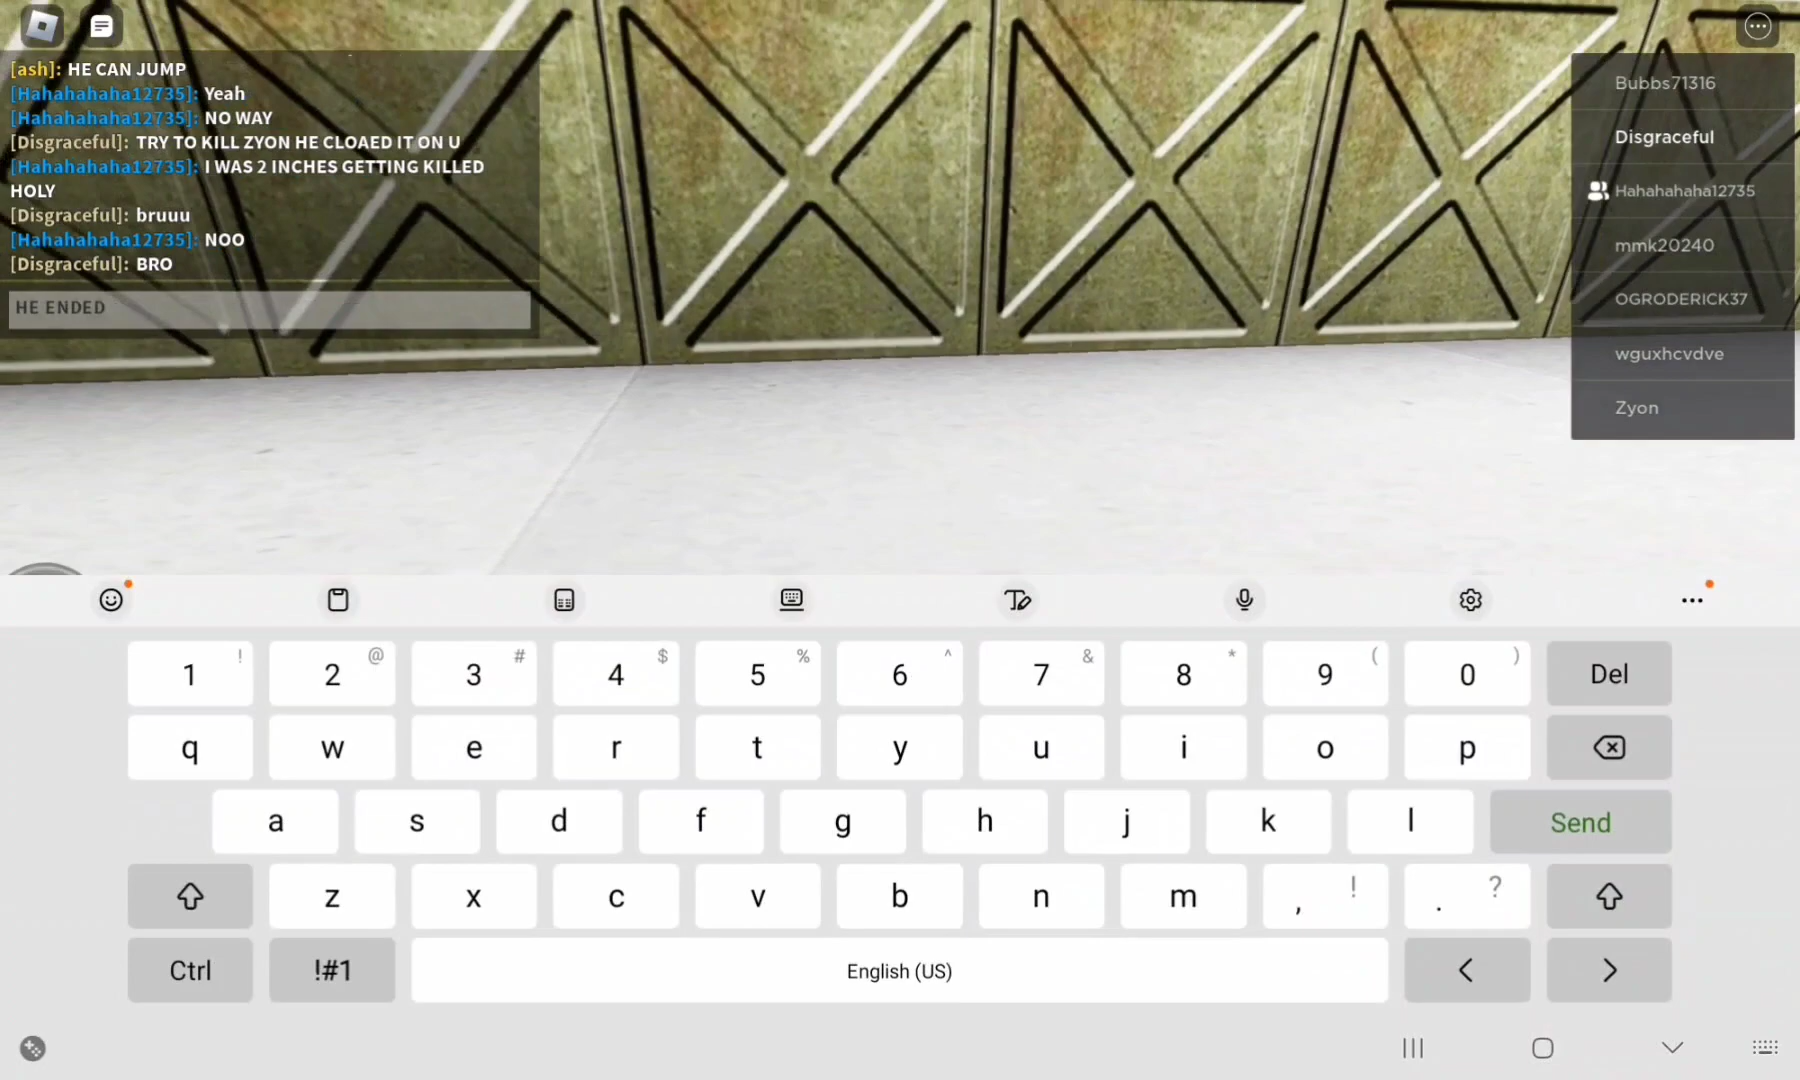 [ash]: HE CAN JUMP
[Hahahahaha12735]: Yeah
[Hahahahaha12735]: NO WAY
[Disgraceful]: TRY TO KILL ZYON HE CLOAED IT ON U
[Hahahahaha12735]: I WAS 2 INCHES GETTING KILLED
HOLY
[Disgraceful]: bruuu
[Hahahahaha12735]: NOO
[Disgraceful]: BRO
HE ENDED
Bubbs71316
Disgraceful
Hahahahaha12735
mmk20240
OGRODERICK37
wguxhcvdve
Zyon
1 ! 2 @ 3 # 4 $ 5 % 6 ^ 7 & 8 * 9 ( 0 ) Del
q w e r t y u i o p
a s d f g h j k l Send
z x c v b n m , ! . ?
Ctrl !#1 English (US) < >